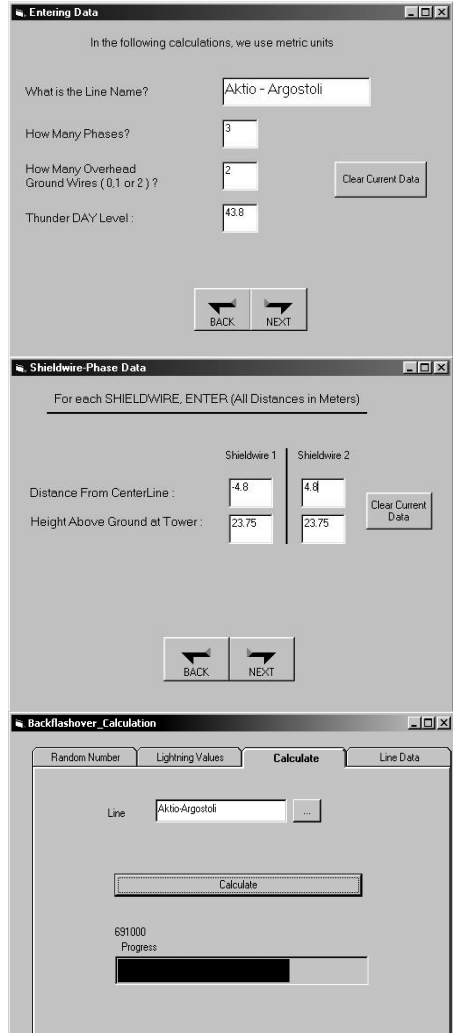 Entering Data
In the following calculations, we use metric units
What is the Line Name? Aktio - Argostoli
How Many Phases? 3
How Many Overhead
Ground Wires ( 0,1 or 2 ) ? 2 Clear Current Data
Thunder DAY Level : 43.8
BACK NEXT
Shieldwire-Phase Data
For each SHIELDWIRE, ENTER (All Distances in Meters)
Shieldwire 1 Shieldwire 2
Distance From CenterLine : -4.8 4.8
Clear Current
Data
Height Above Ground at Tower : 23.75 23.75
BACK NEXT
Backflashover_Calculation
Random Number Lightning Values Calculate Line Data
Line Aktio-Argostoli ...
Calculate
691000
Progress